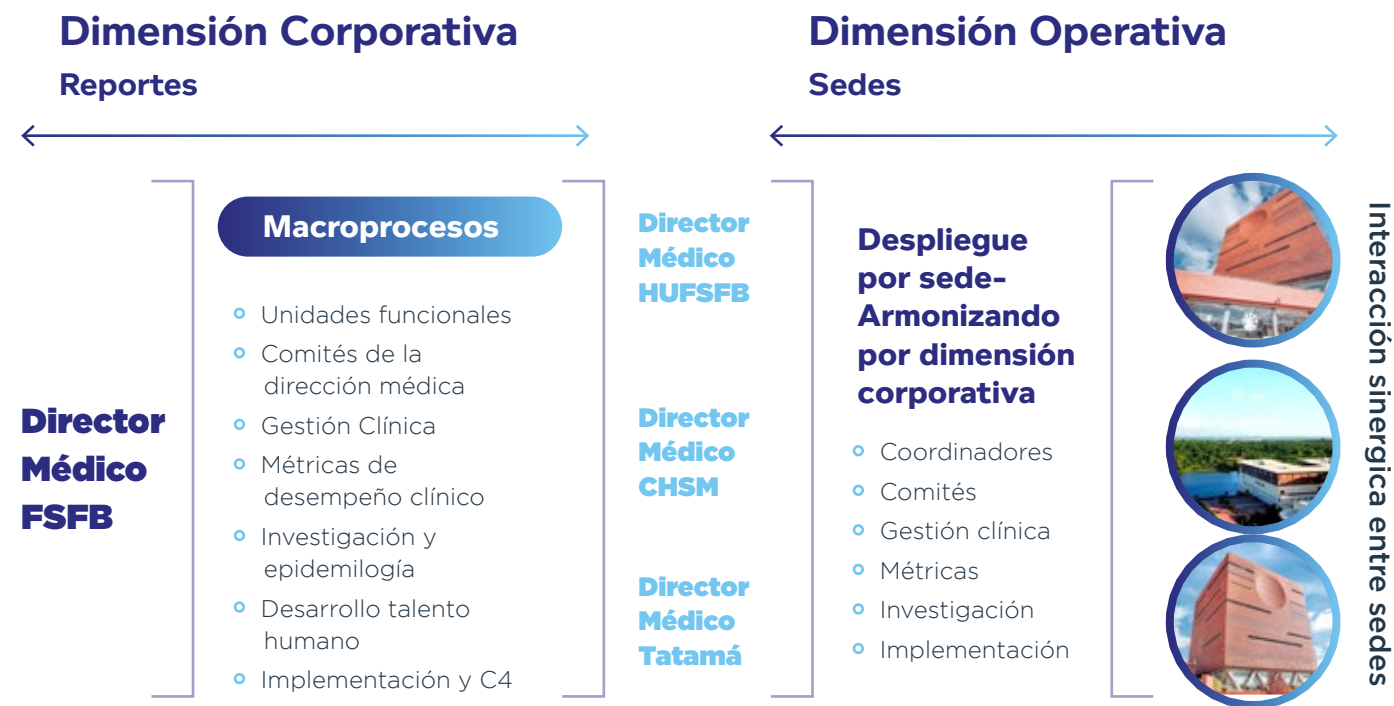 Dimensión Corporativa
Reportes
Dimensión Operativa
Sedes
Director
Médico
FSFB
Macroprocesos
Unidades funcionales
Comités de la
dirección médica
Gestión Clínica
Métricas de
desempeño clínico
Investigación y
epidemilogía
Desarrollo talento
humano
Implementación y C4
Director
Médico
HUFSFB
Director
Médico
CHSM
Director
Médico
Tatamá
Despliegue
por sede-
Armonizando
por dimensión
corporativa
Coordinadores
Comités
Gestión clínica
Métricas
Investigación
Implementación
Interacción sinergica entre sedes